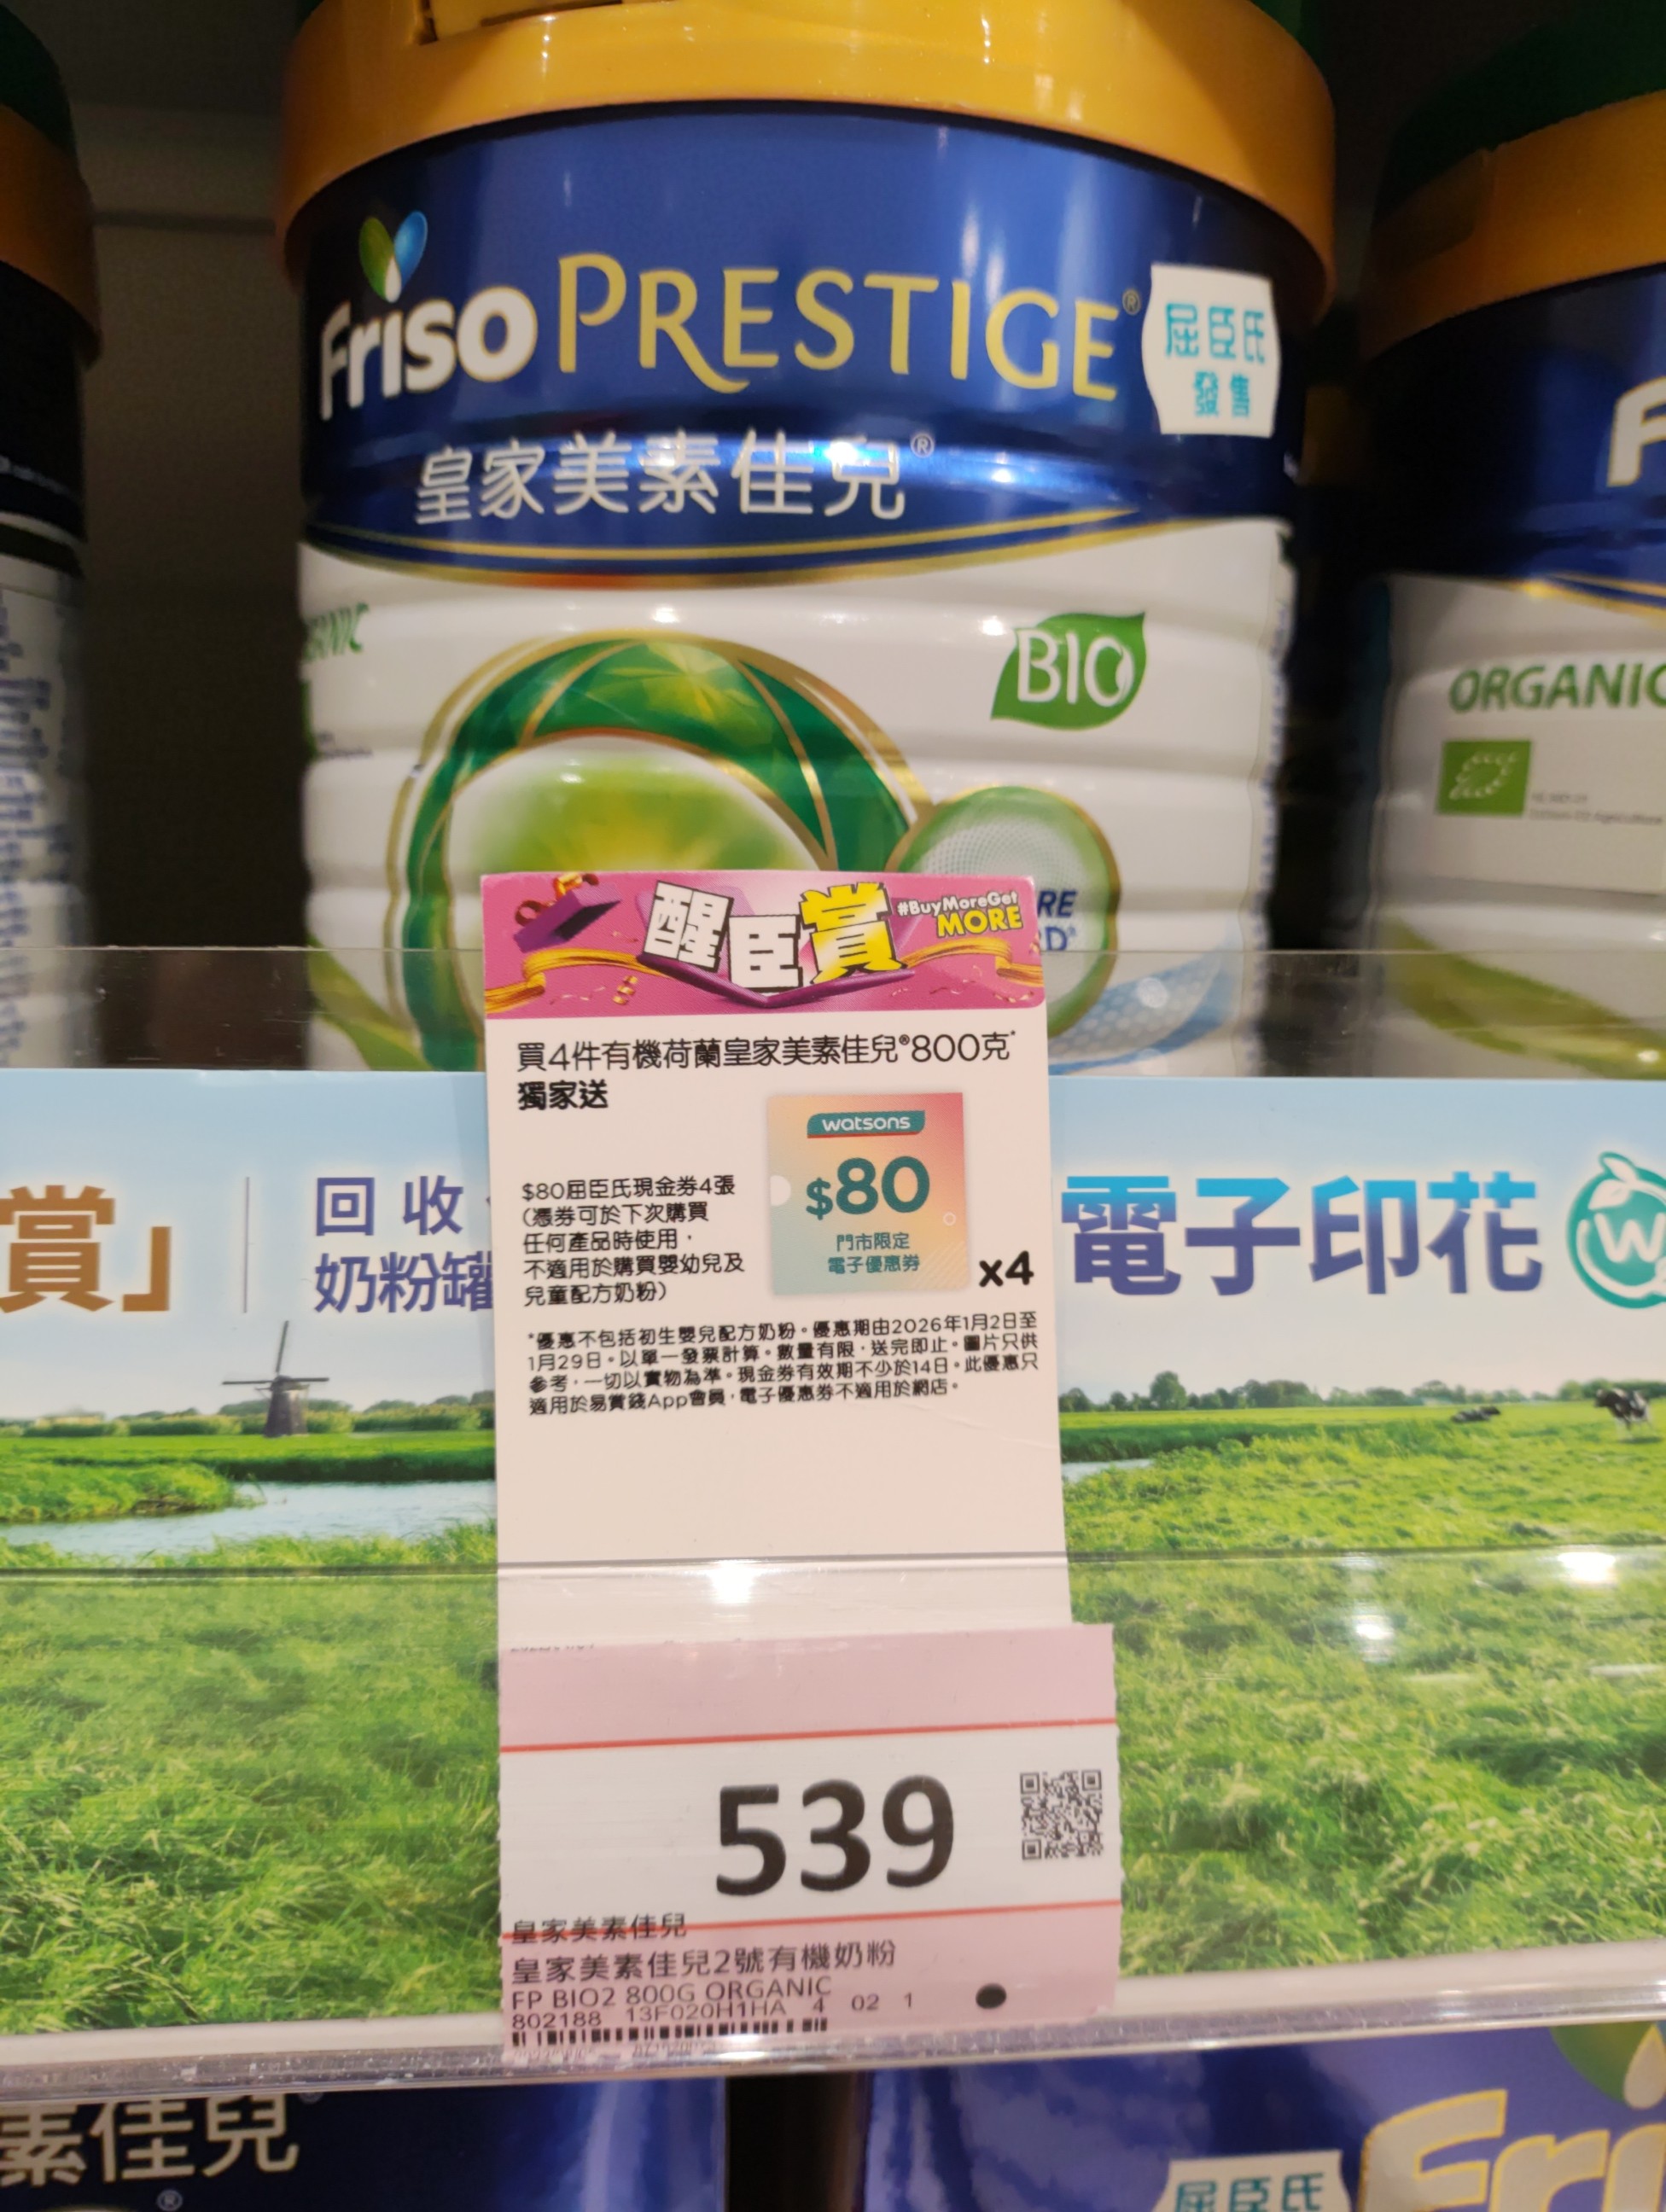 Friso PRESTIGE®
屈臣氏
發售
皇家美素佳兒®
BIO
ORGANIC
醒臣賞
#BuyMoreGet
MORE
買4件有機荷蘭皇家美素佳兒®800克*
獨家送
$80屈臣氏現金券4張
(憑券可於下次購買
任何產品時使用，
不適用於購買嬰幼兒及
兒童配方奶粉)
watsons
$80
門市限定
電子優惠券
x4
*優惠不包括初生嬰兒配方奶粉。優惠期由2026年1月2日至
1月29日。以單一發票計算。數量有限，送完即止。圖片只供
參考，一切以實物為準。現金券有效期不少於14日。此優惠只
適用於易賞錢App會員，電子優惠券不適用於網店。
賞」
回收
奶粉罐
電子印花
W
539
皇家美素佳兒
皇家美素佳兒2號有機奶粉
FP BIO2 800G ORGANIC
802188 13F020H1HA 4 02 1
素佳兒
®
屈臣氏
Fri